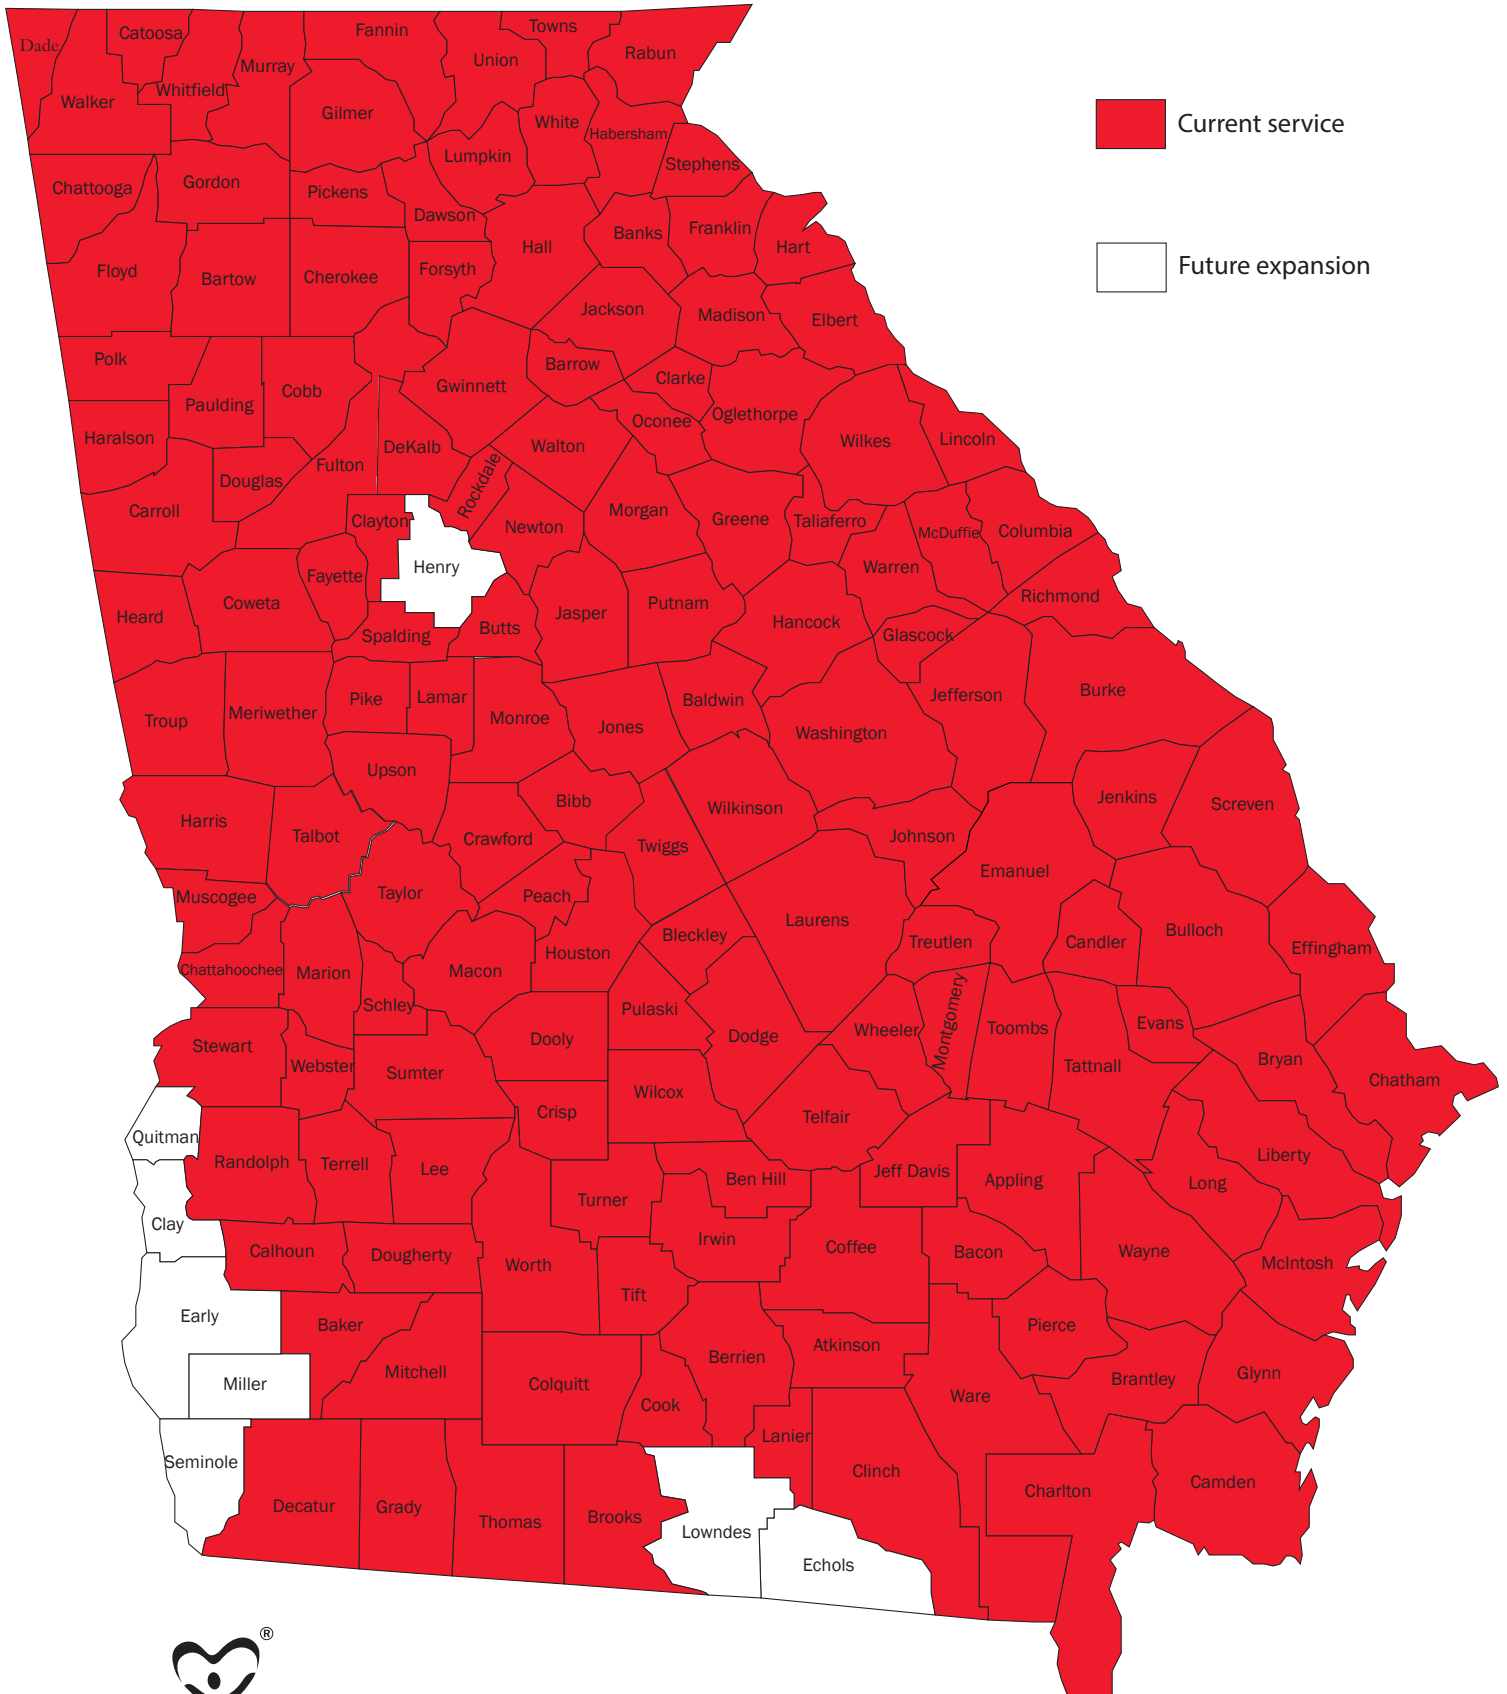 Dade
Catoosa
Fannin
Towns
Union
Rabun
Murray
Whitfield
Walker
Gilmer
White
Habersham
Lumpkin
Stephens
Chattooga
Gordon
Pickens
Dawson
Banks
Franklin
Hart
Hall
Floyd
Bartow
Cherokee
Forsyth
Jackson
Madison
Elbert
Polk
Barrow
Clarke
Gwinnett
Cobb
Paulding
Oconee
Oglethorpe
Haralson
DeKalb
Walton
Wilkes
Lincoln
Fulton
Douglas
Rockdale
Carroll
Clayton
Newton
Morgan
Greene
Taliaferro
McDuffie
Columbia
Henry
Fayette
Warren
Richmond
Heard
Coweta
Spalding
Butts
Jasper
Putnam
Hancock
Glascock
Troup
Meriwether
Pike
Lamar
Monroe
Jones
Baldwin
Washington
Jefferson
Burke
Upson
Bibb
Wilkinson
Jenkins
Screven
Harris
Talbot
Crawford
Twiggs
Johnson
Emanuel
Muscogee
Taylor
Peach
Laurens
Treutlen
Candler
Bulloch
Effingham
Chattahoochee
Marion
Macon
Houston
Bleckley
Schley
Pulaski
Dooly
Dodge
Wheeler
Montgomery
Toombs
Evans
Stewart
Webster
Sumter
Tattnall
Bryan
Chatham
Crisp
Wilcox
Telfair
Quitman
Randolph
Terrell
Lee
Turner
Ben Hill
Jeff Davis
Appling
Long
Liberty
Clay
Calhoun
Dougherty
Worth
Irwin
Coffee
Bacon
Wayne
McIntosh
Early
Baker
Tift
Pierce
Miller
Mitchell
Colquitt
Berrien
Atkinson
Cook
Ware
Brantley
Glynn
Seminole
Lanier
Clinch
Charlton
Camden
Decatur
Grady
Thomas
Brooks
Lowndes
Echols
Current service
Future expansion
®